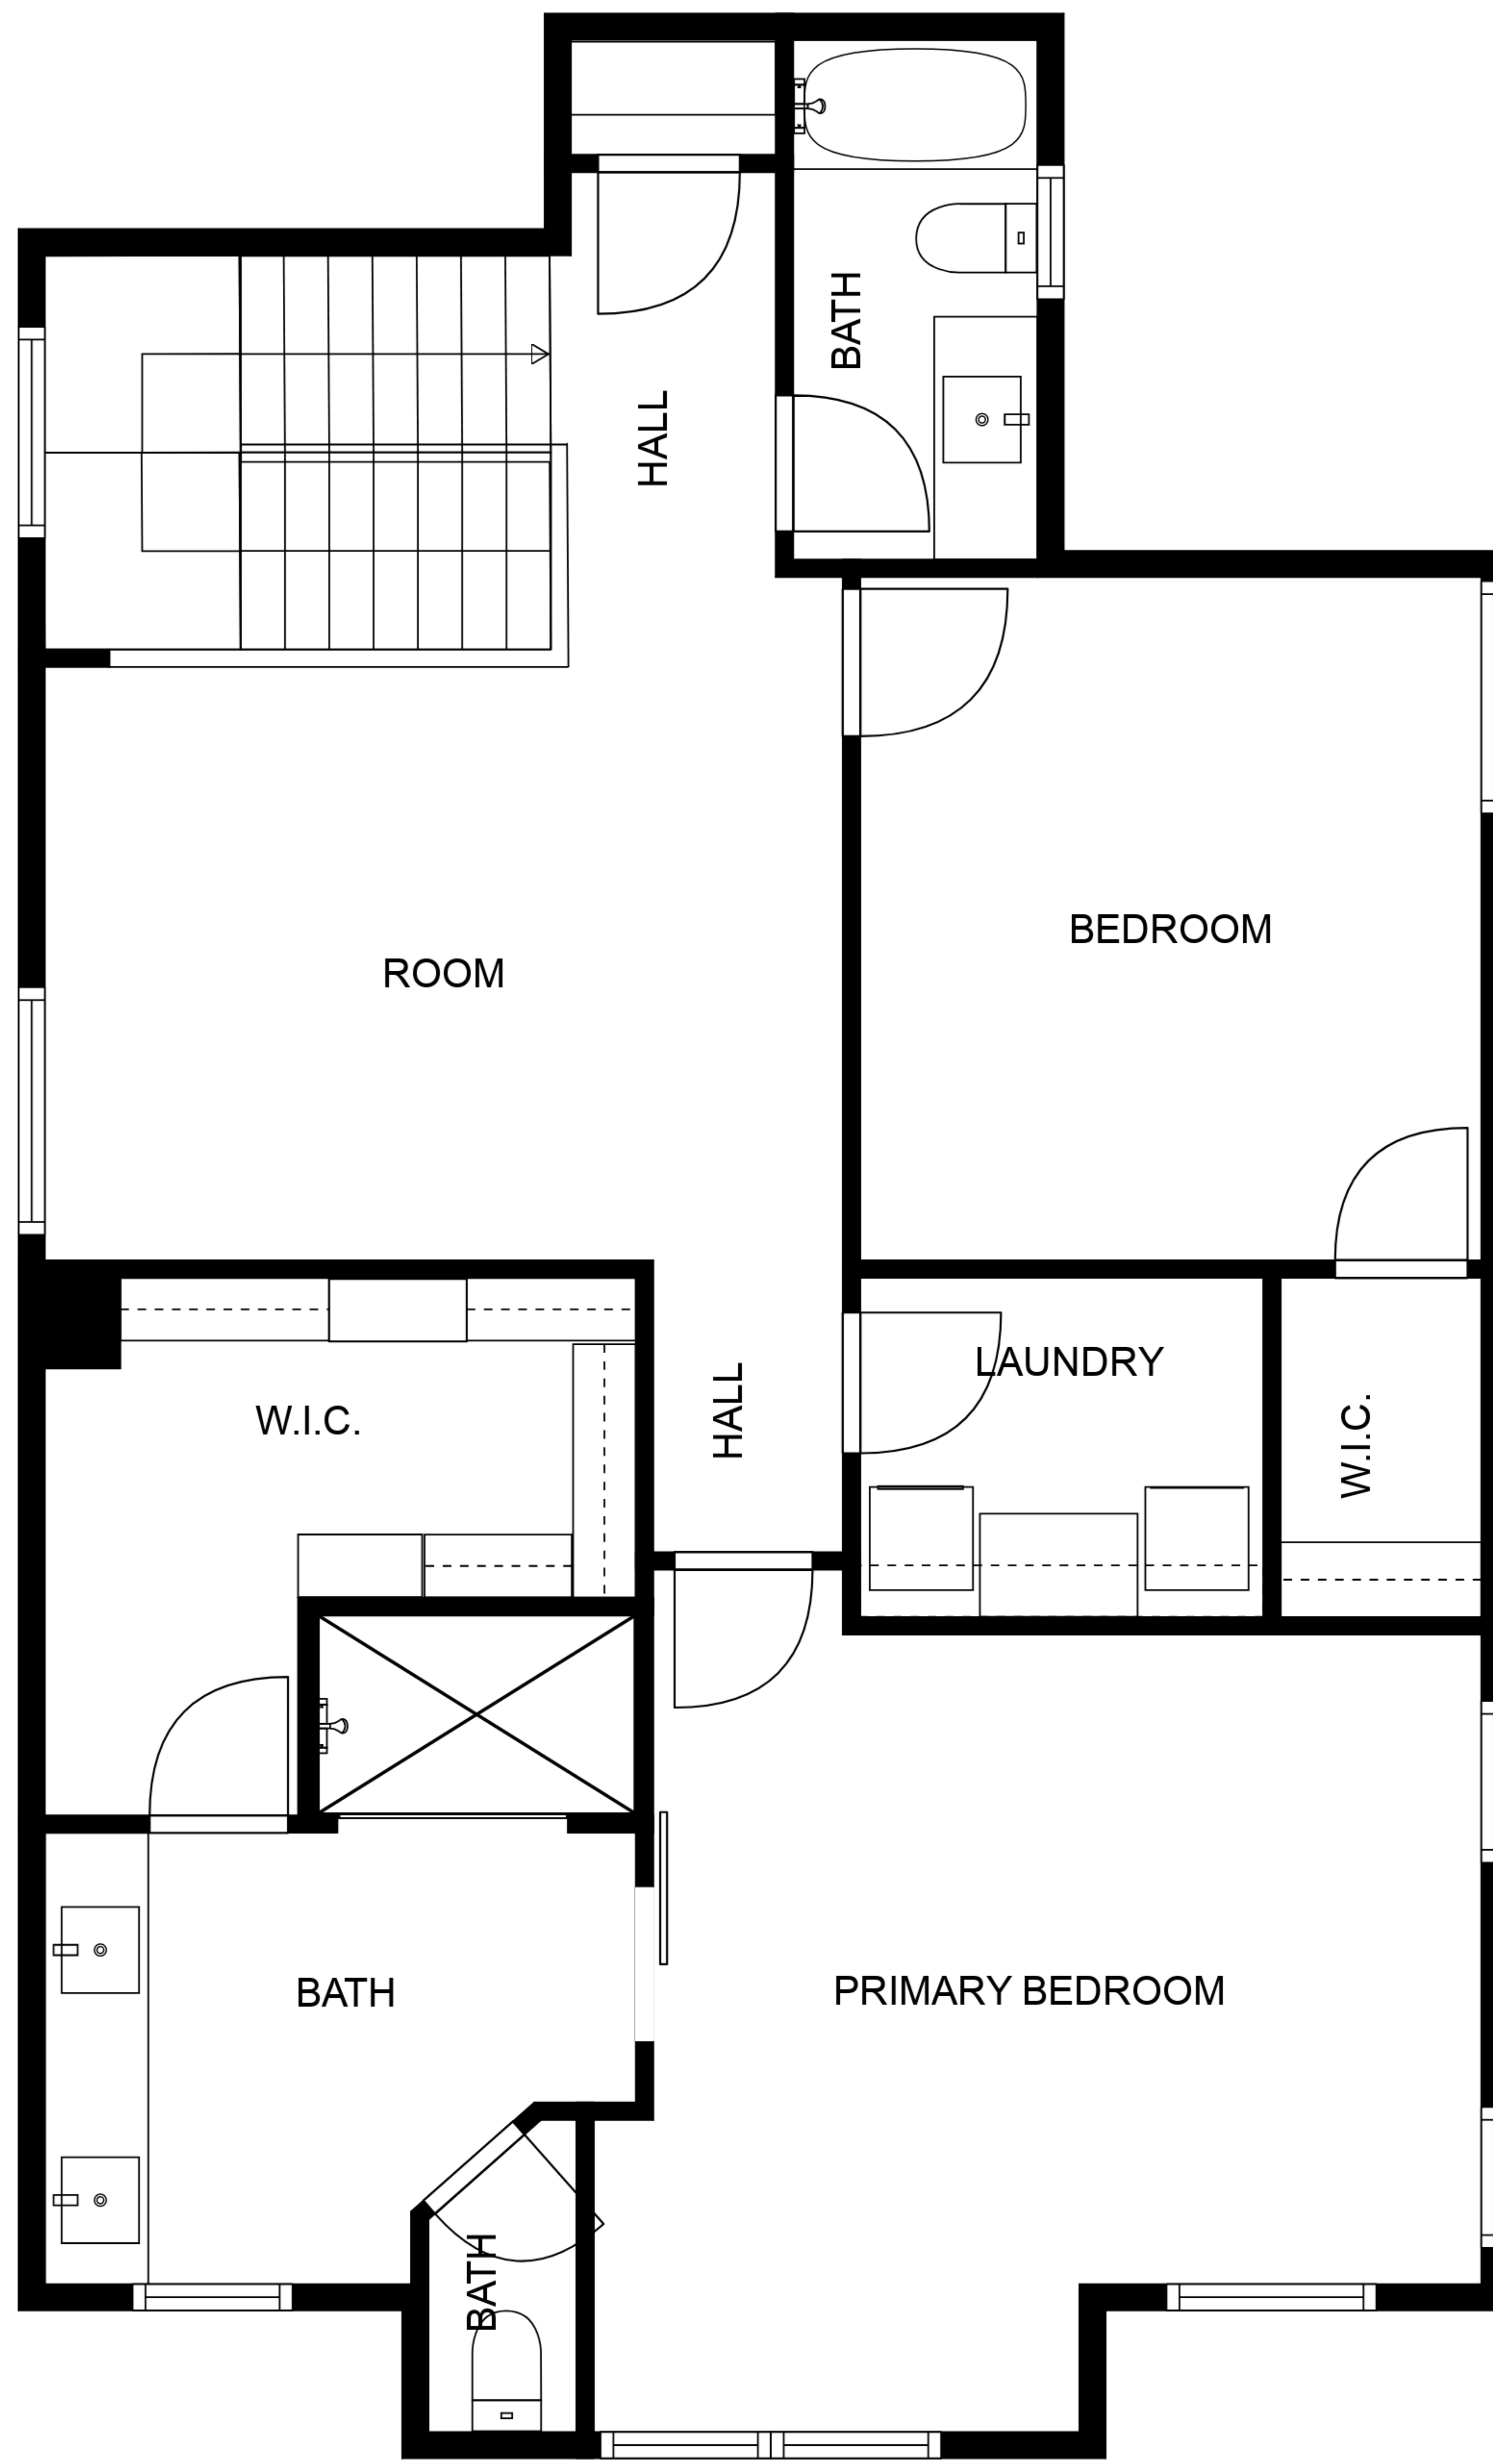 BATH
HALL
BEDROOM
ROOM
LAUNDRY
HALL
W.I.C.
W.I.C.
BATH
PRIMARY BEDROOM
BATH